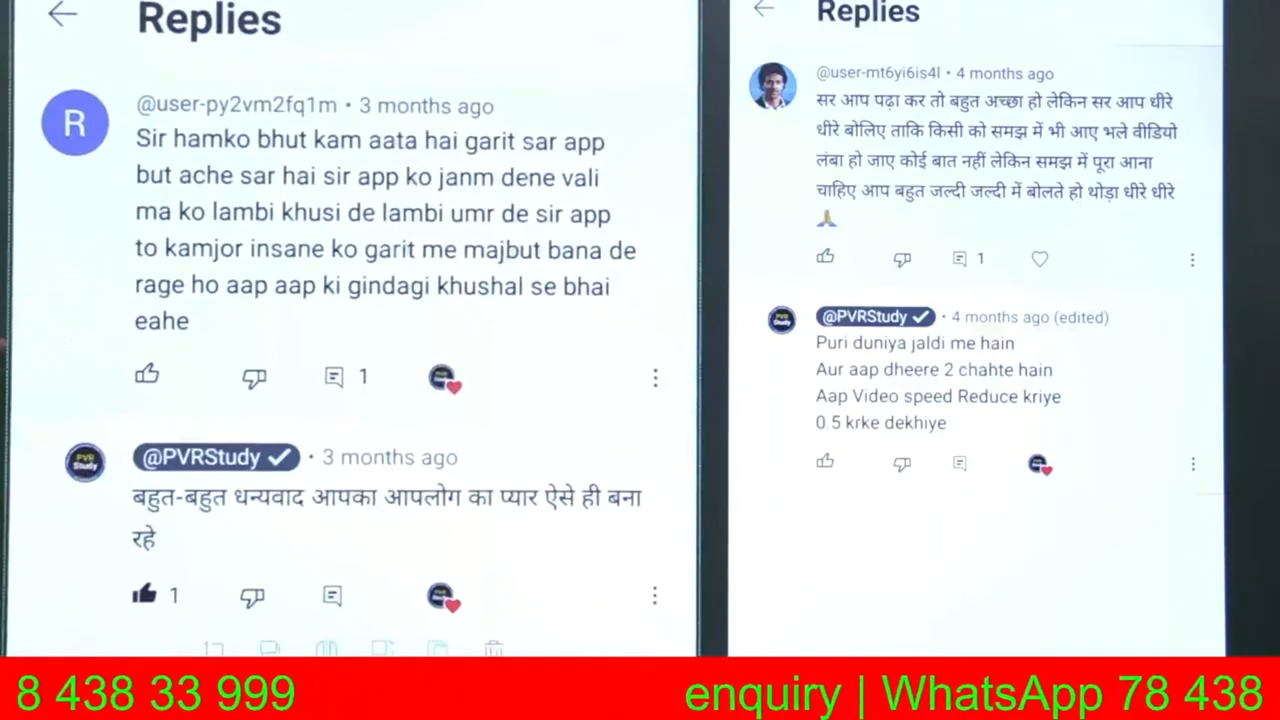 Replies
@user-py2vm2fq1m • 3 months ago
Sir hamko bhut kam aata hai garit sar app
but ache sar hai sir app ko janm dene vali
ma ko lambi khusi de lambi umr de sir app
to kamjor insane ko garit me majbut bana de
rage ho aap aap ki gindagi khushal se bhai
eahe
1
@PVRStudy • 3 months ago
बहुत-बहुत धन्यवाद आपका आपलोग का प्यार ऐसे ही बना
रहे
1
Replies
@user-mt6yi6is4l • 4 months ago
सर आप पढ़ा कर तो बहुत अच्छा हो लेकिन सर आप धीरे
धीरे बोलिए ताकि किसी को समझ में भी आए भले वीडियो
लंबा हो जाए कोई बात नहीं लेकिन समझ में पूरा आना
चाहिए आप बहुत जल्दी जल्दी में बोलते हो थोड़ा धीरे धीरे
🙏
1
@PVRStudy • 4 months ago (edited)
Puri duniya jaldi me hain
Aur aap dheere 2 chahte hain
Aap Video speed Reduce kriye
0.5 krke dekhiye
8 438 33 999
enquiry | WhatsApp 78 438
R
PVR
Study